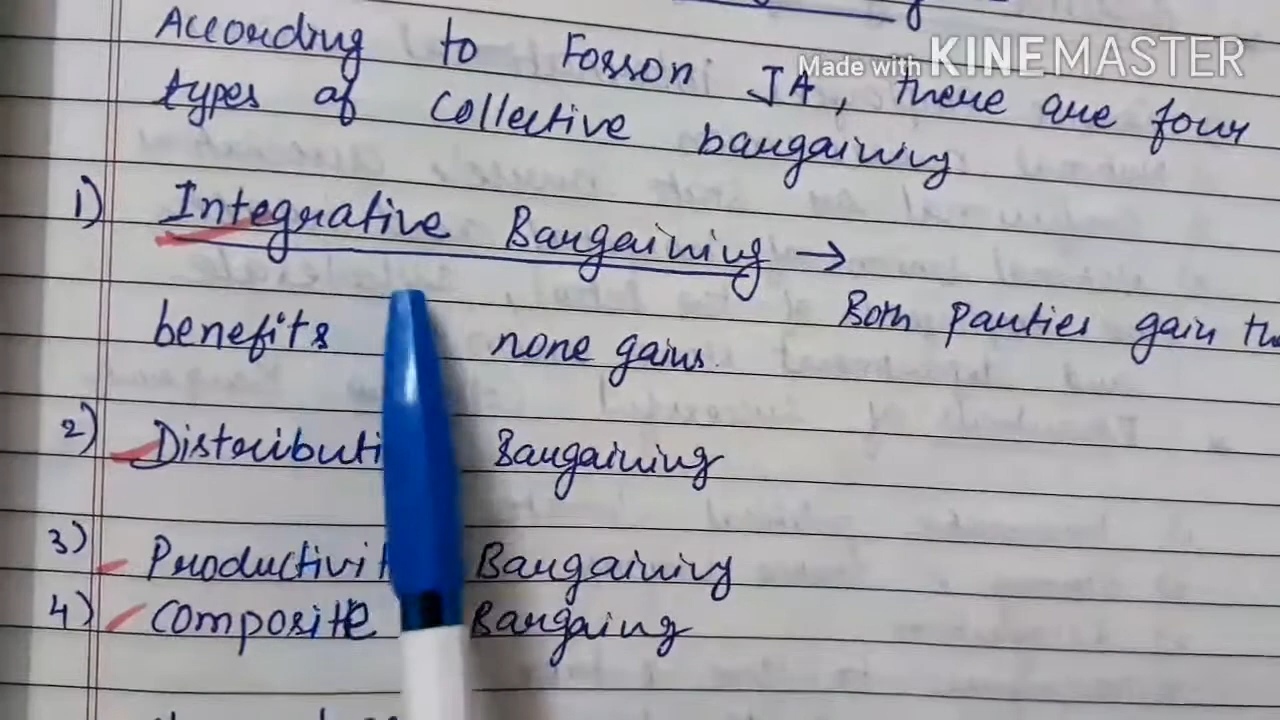 According to Fosson JA, there are four
Made with KINEMASTER
types of Collective bargaining
1) Integrative Bargaining →
Both parties gain the
benefits none gains.
2) Distributi Bargaining
3) Productivit Bargaining
4) Composite Bargaing